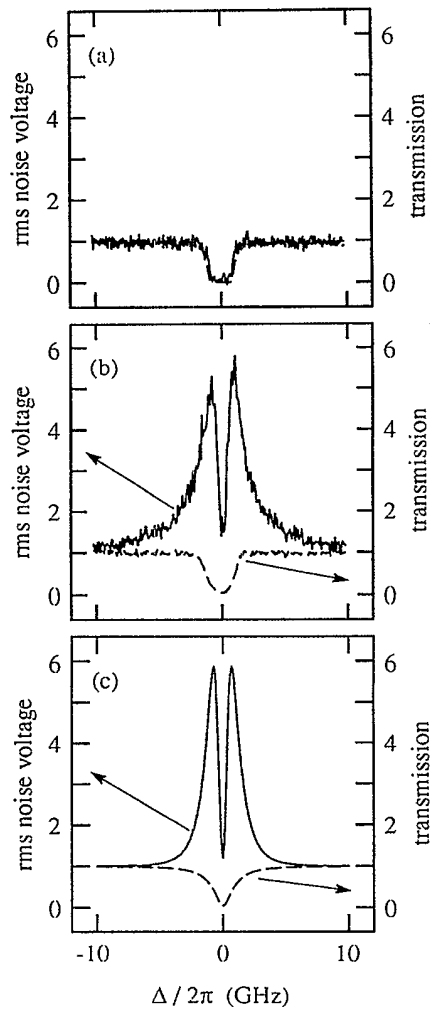 (a)
rms noise voltage
transmission
6
4
2
0
6
4
2
0
(b)
rms noise voltage
transmission
6
4
2
0
6
4
2
0
(c)
rms noise voltage
transmission
6
4
2
0
6
4
2
0
-10 0 10
Δ / 2π (GHz)